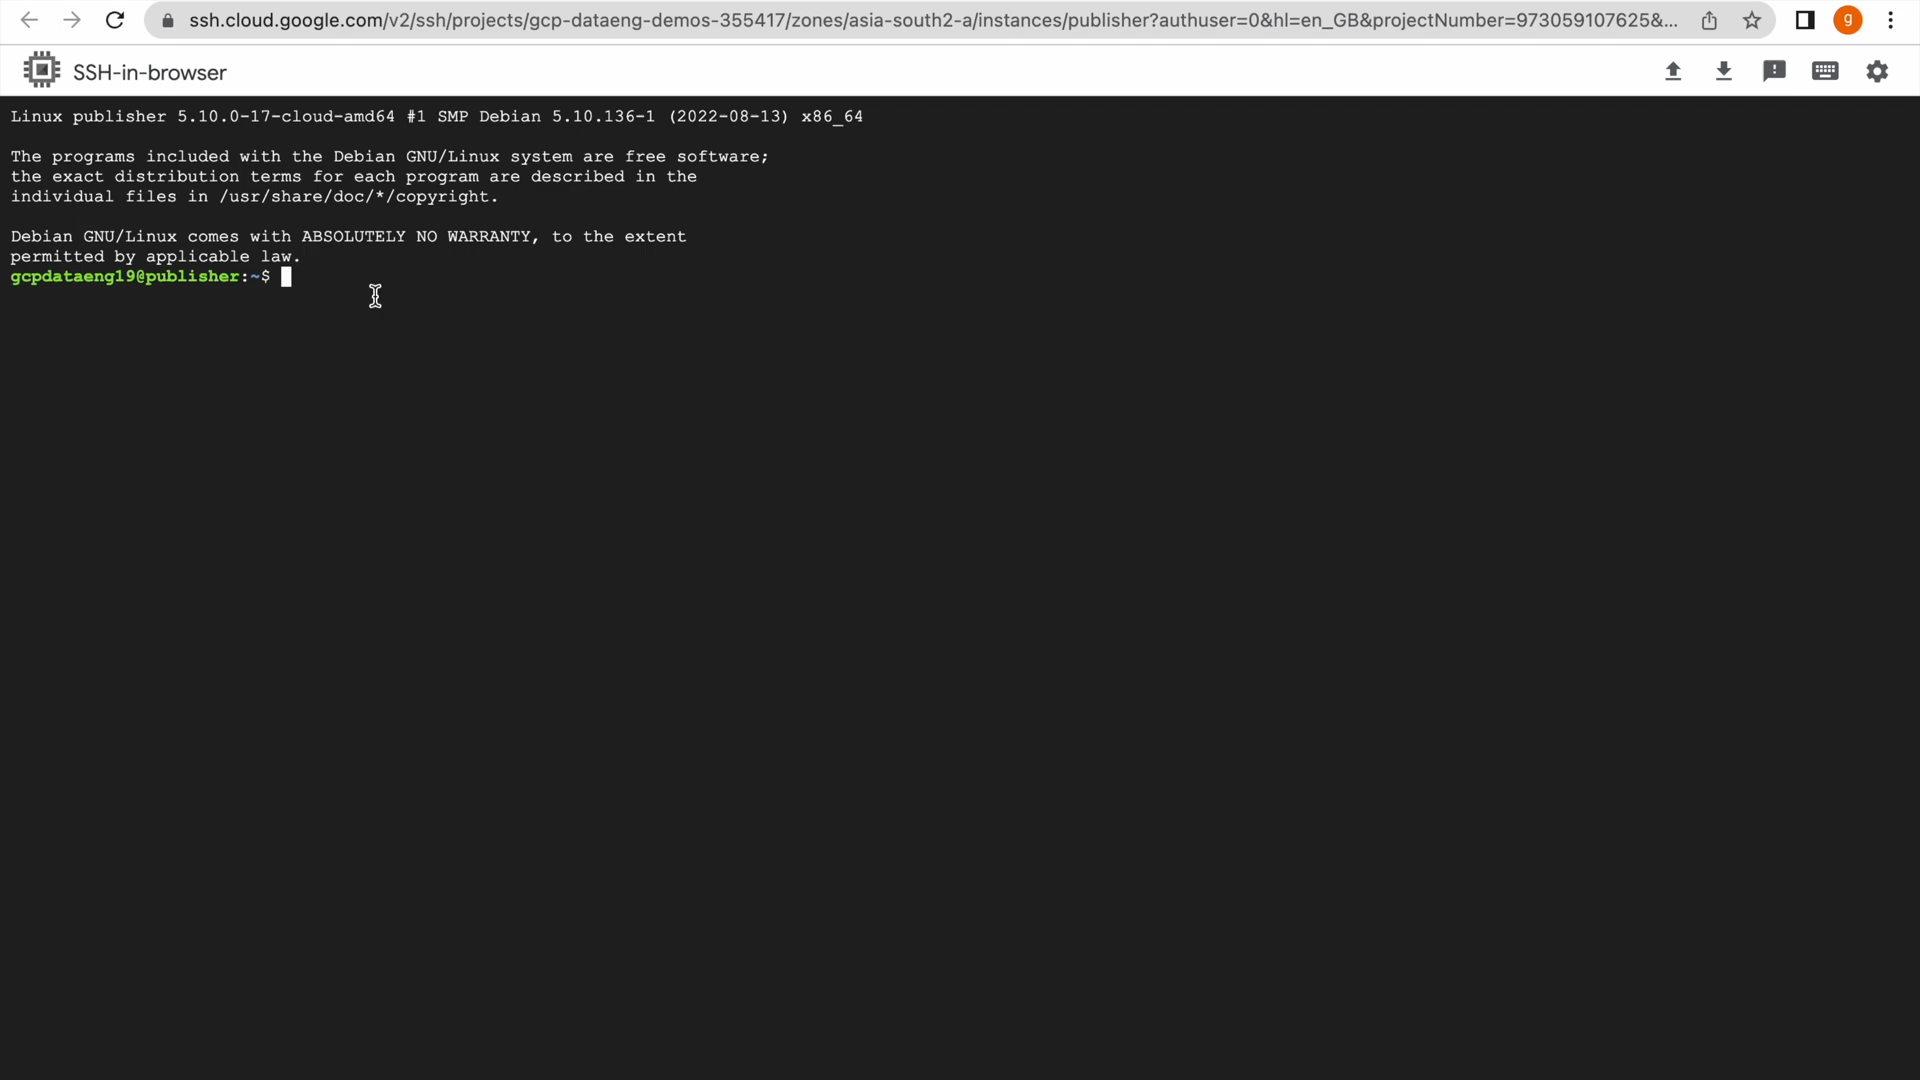 ssh.cloud.google.com/v2/ssh/projects/gcp-dataeng-demos-355417/zones/asia-south2-a/instances/publisher?authuser=0&hl=en_GB&projectNumber=973059107625&...
g
SSH-in-browser
Linux publisher 5.10.0-17-cloud-amd64 #1 SMP Debian 5.10.136-1 (2022-08-13) x86_64
The programs included with the Debian GNU/Linux system are free software;
the exact distribution terms for each program are described in the
individual files in /usr/share/doc/*/copyright.
Debian GNU/Linux comes with ABSOLUTELY NO WARRANTY, to the extent
permitted by applicable law.
gcpdataeng19@publisher:~$